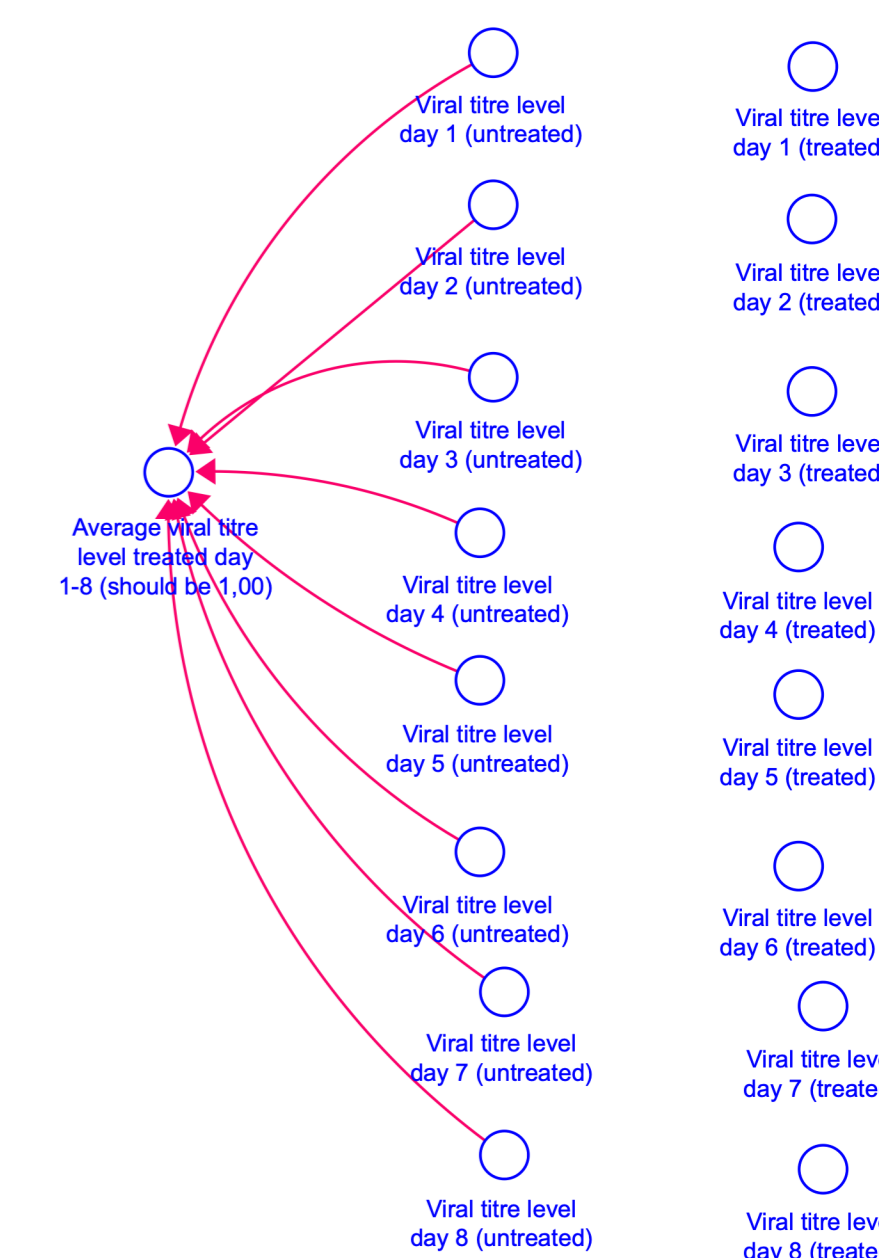 Viral titre level
day 1 (untreated)
Viral titre leve
day 1 (treated
Viral titre level
day 2 (untreated)
Viral titre leve
day 2 (treated
Viral titre level
day 3 (untreated)
Viral titre leve
day 3 (treated
Average viral titre
level treated day
1-8 (should be 1,00)
Viral titre level
day 4 (untreated)
Viral titre level
day 4 (treated)
Viral titre level
day 5 (untreated)
Viral titre level
day 5 (treated)
Viral titre level
day 6 (untreated)
Viral titre level
day 6 (treated)
Viral titre level
day 7 (untreated)
Viral titre lev
day 7 (treate
Viral titre level
day 8 (untreated)
Viral titre lev
day 8 (treate